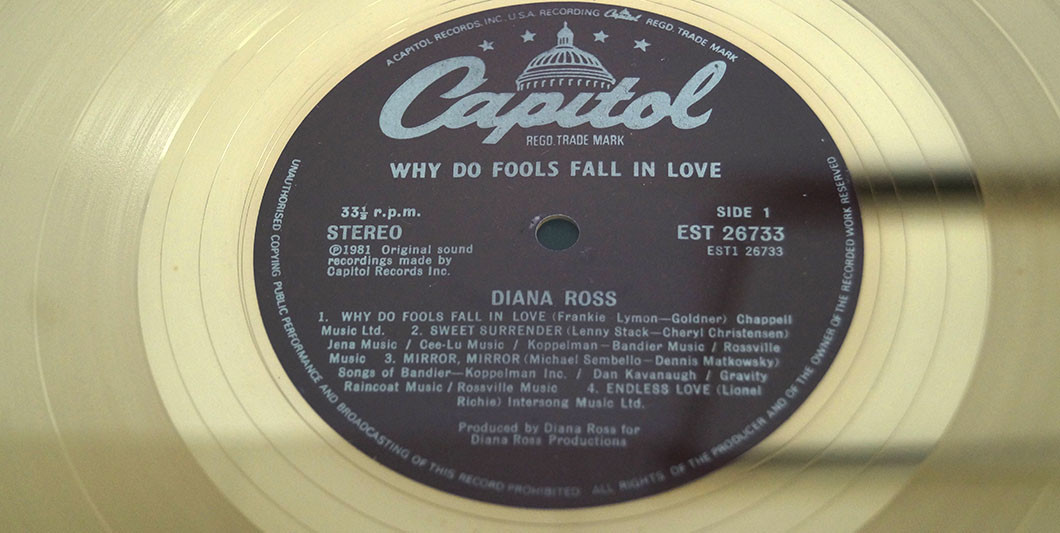 A CAPITOL RECORDS, INC. U.S.A. RECORDING Capitol REGD. TRADE MARK
Capitol
REGD. TRADE MARK
WHY DO FOOLS FALL IN LOVE
33⅓ r.p.m.
STEREO
℗1981 Original sound
recordings made by
Capitol Records Inc.
SIDE 1
EST 26733
EST1 26733
DIANA ROSS
1. WHY DO FOOLS FALL IN LOVE (Frankie Lymon—Goldner) Chappell
Music Ltd. 2. SWEET SURRENDER (Lenny Stack—Cheryl Christensen)
Jena Music / Cee-Lu Music / Koppelman—Bandier Music / Rossville
Music 3. MIRROR, MIRROR (Michael Sembello—Dennis Matkowsky)
Songs of Bandier—Koppelman Inc. / Dan Kavanaugh / Gravity
Raincoat Music / Rossville Music 4. ENDLESS LOVE (Lionel
Richie) Intersong Music Ltd.
Produced by Diana Ross for
Diana Ross Productions
UNAUTHORISED COPYING PUBLIC PERFORMANCE AND BROADCASTING OF THIS RECORD PROHIBITED ALL RIGHTS OF THE PRODUCER AND OF THE OWNER OF THE RECORDED WORK RESERVED